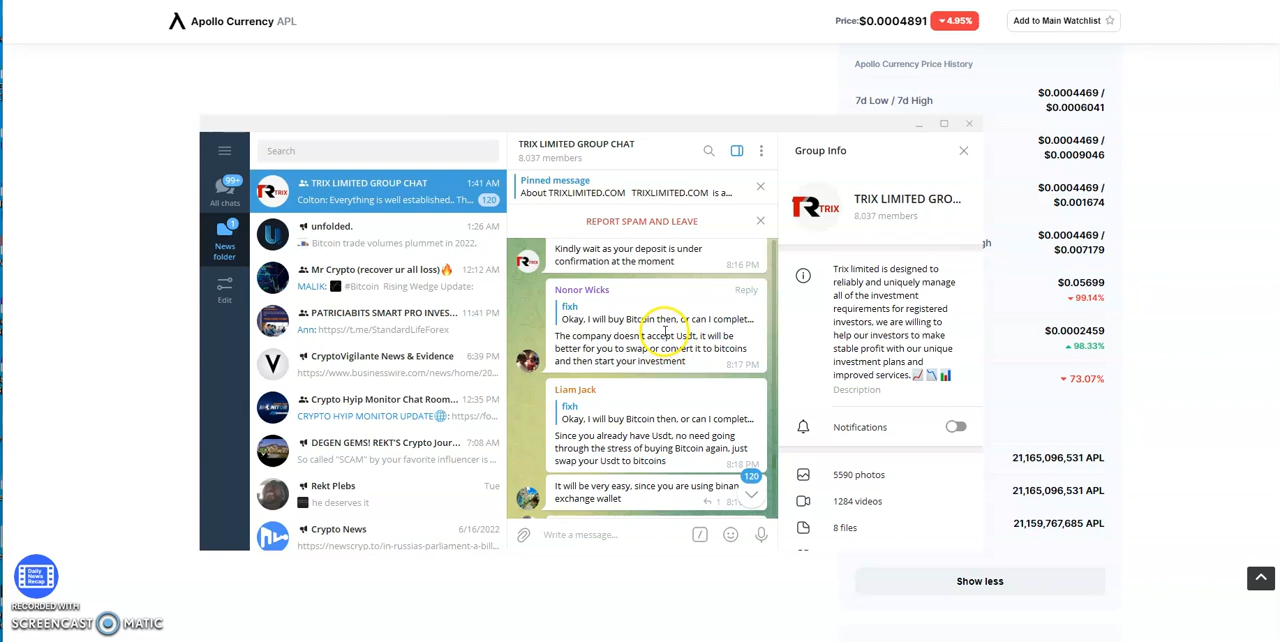 Apollo Currency APL
Price: $0.0004891 4.95%
Add to Main Watchlist
Apollo Currency Price History
7d Low / 7d High
$0.0004469 /
$0.0006041
$0.0004469 /
$0.0009046
$0.0004469 /
$0.001674
$0.0004469 /
$0.007179
gh
$0.05699
99.14%
$0.0002459
98.33%
73.07%
21,165,096,531 APL
21,165,096,531 APL
21,159,767,685 APL
Show less
99+
All chats
1
News
folder
Edit
Search
TRIX LIMITED GROUP CHAT 1:41 AM
Colton: Everything is well established.. Th... 120
unfolded. 1:26 AM
Bitcoin trade volumes plummet in 2022,
Mr Crypto (recover ur all loss) 12:12 AM
MALIK: #Bitcoin Rising Wedge Update:
PATRICIABITS SMART PRO INVES... 11:41 PM
Ann: https://t.me/StandardLifeForex
CryptoVigilante News & Evidence 6:39 PM
https://www.businesswire.com/news/home/20...
Crypto Hyip Monitor Chat Room... 12:35 PM
CRYPTO HYIP MONITOR UPDATE: https://fo...
DEGEN GEMS! REKT'S Crypto Jour... 7:08 AM
So called "SCAM" by your favorite influencer is ...
Rekt Plebs Tue
he deserves it
Crypto News 6/16/2022
https://newscryp.to/in-russias-parliament-a-bill...
TRIX LIMITED GROUP CHAT
8,037 members
Pinned message
About TRIXLIMITED.COM TRIXLIMITED.COM is a...
REPORT SPAM AND LEAVE
Kindly wait as your deposit is under
confirmation at the moment
8:16 PM
Nonor Wicks Reply
fixh
Okay, I will buy Bitcoin then, or can I complet...
The company doesn't accept Usdt, it will be
better for you to swap or convert it to bitcoins
and then start your investment
8:17 PM
Liam Jack
fixh
Okay, I will buy Bitcoin then, or can I complet...
Since you already have Usdt, no need going
through the stress of buying Bitcoin again, just
swap your Usdt to bitcoins
8:18 PM
120
It will be very easy, since you are using binan
exchange wallet
1
Write a message...
Group Info
TRIX
TRIX LIMITED GRO...
8,037 members
Trix limited is designed to
reliably and uniquely manage
all of the investment
requirements for registered
investors, we are willing to
help our investors to make
stable profit with our unique
investment plans and
improved services.
Description
Notifications
5590 photos
1284 videos
8 files
Daily
News
Recap
RECORDED WITH
SCREENCAST MATIC